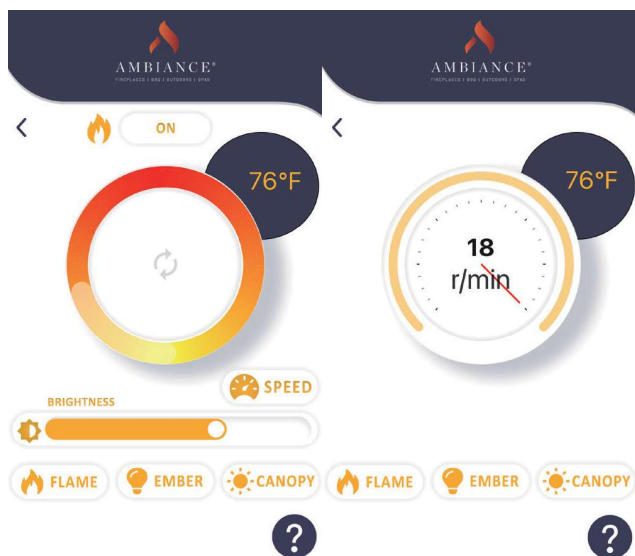 AMBIANCE®
FIREPLACES | BBQ | OUTDOORS | SPAS
ON
76°F
BRIGHTNESS
SPEED
FLAME
EMBER
CANOPY
?
AMBIANCE®
FIREPLACES | BBQ | OUTDOORS | SPAS
76°F
18
r/min
FLAME
EMBER
CANOPY
?